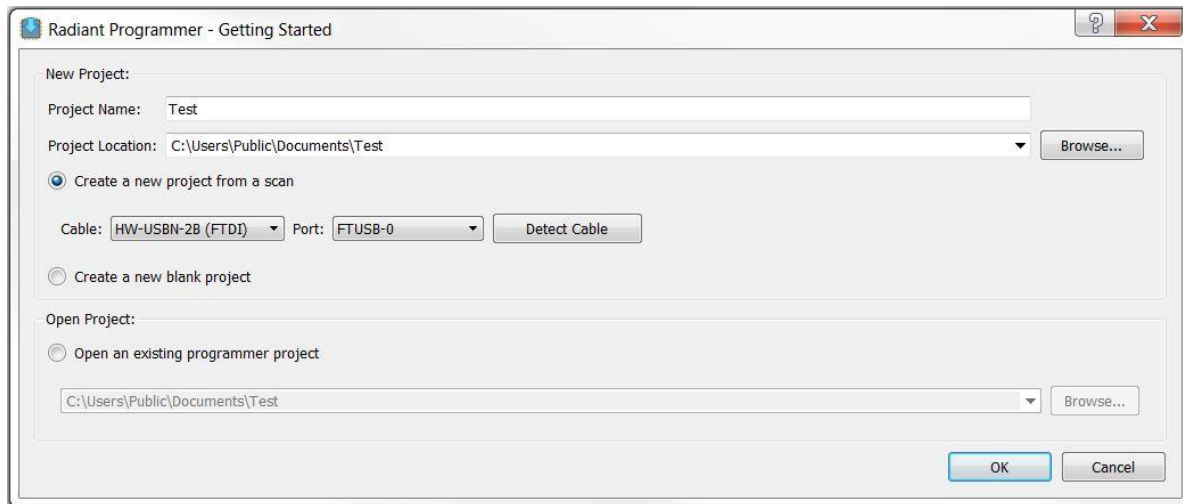 Radiant Programmer - Getting Started
New Project:
Project Name: Test
Project Location: C:\Users\Public\Documents\Test Browse...
Create a new project from a scan
Cable: HW-USBN-2B (FTDI) Port: FTUSB-0 Detect Cable
Create a new blank project
Open Project:
Open an existing programmer project
C:\Users\Public\Documents\Test Browse...
OK Cancel